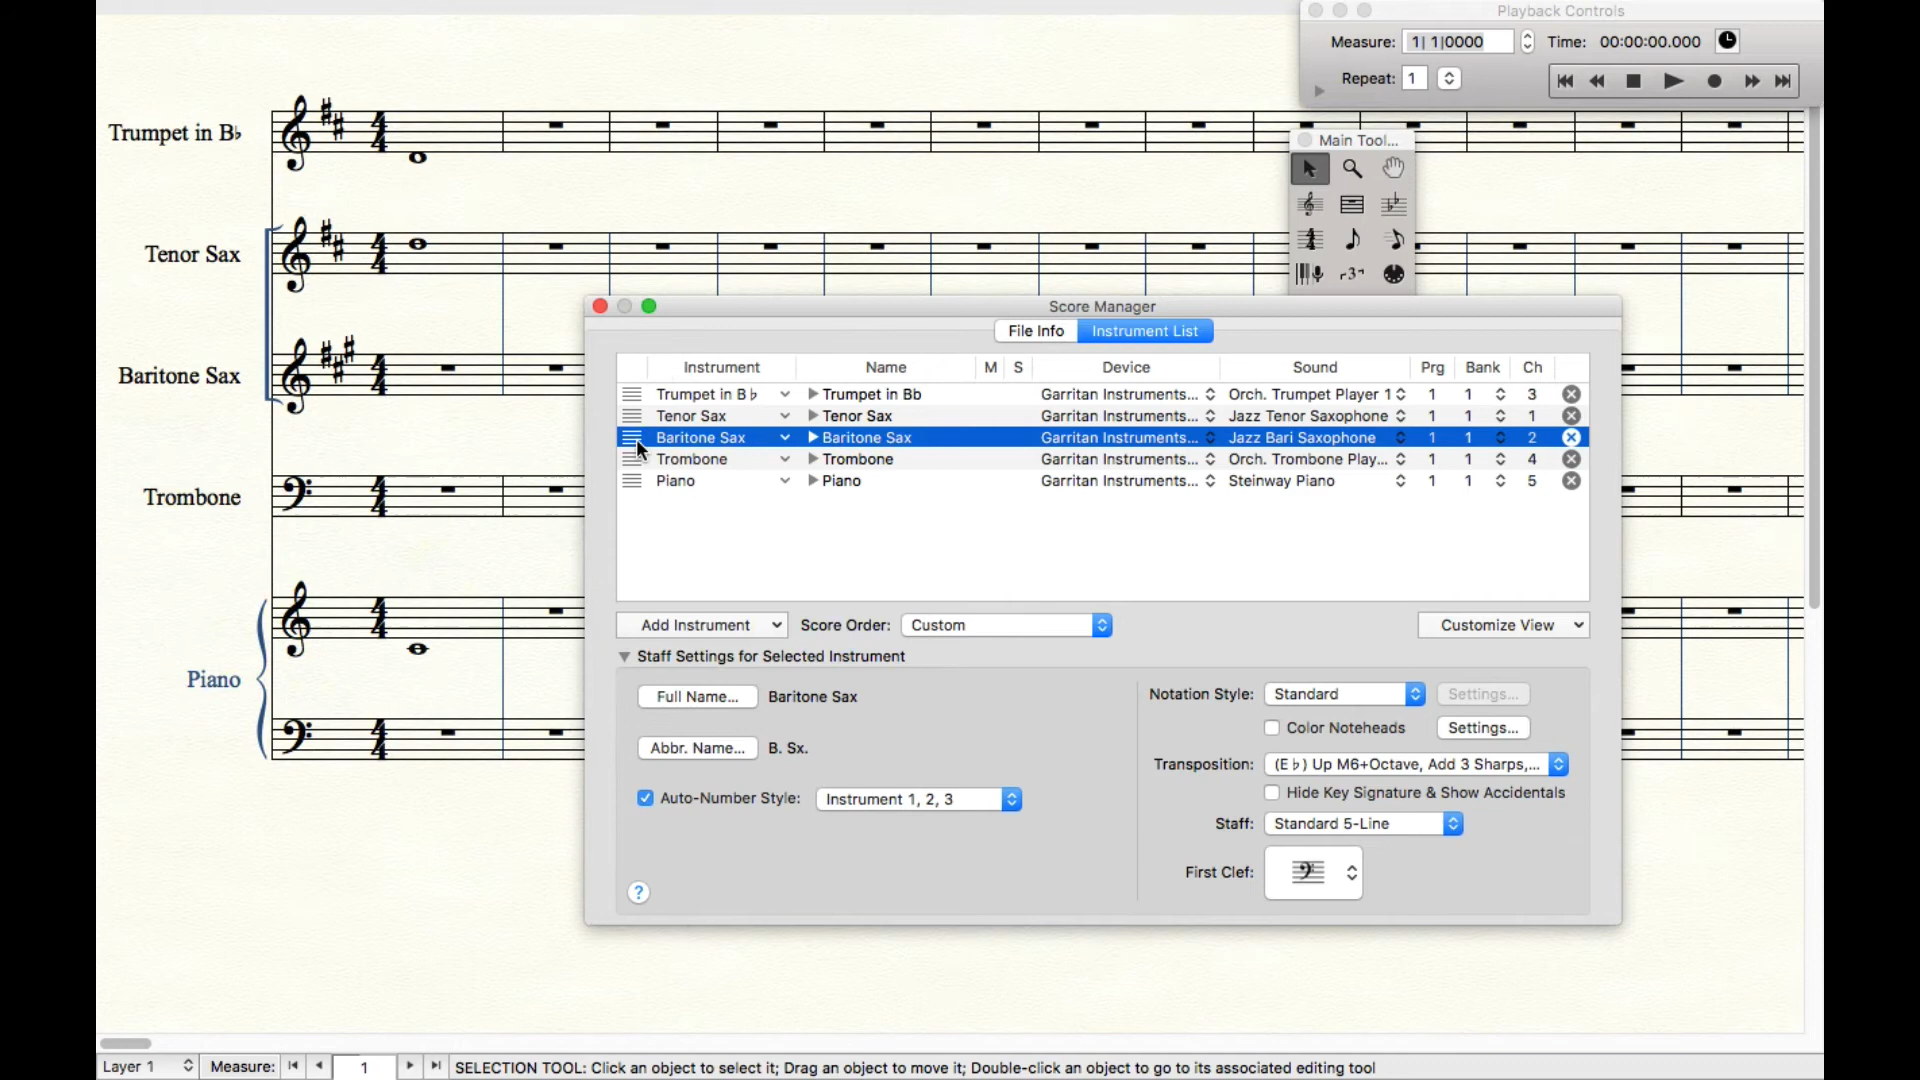 Playback Controls
Measure: 1| 1|0000 Time: 00:00:00.000
Repeat: 1
Main Tool...
Trumpet in B♭
Tenor Sax
Baritone Sax
Trombone
Piano
Score Manager
File Info Instrument List
Instrument Name M S Device Sound Prg Bank Ch
Trumpet in B♭ Trumpet in Bb Garritan Instruments... Orch. Trumpet Player 1 1 1 3
Tenor Sax Tenor Sax Garritan Instruments... Jazz Tenor Saxophone 1 1 1
Baritone Sax Baritone Sax Garritan Instruments... Jazz Bari Saxophone 1 1 2
Trombone Trombone Garritan Instruments... Orch. Trombone Play... 1 1 4
Piano Piano Garritan Instruments... Steinway Piano 1 1 5
Add Instrument Score Order: Custom Customize View
Staff Settings for Selected Instrument
Full Name... Baritone Sax
Abbr. Name... B. Sx.
Auto-Number Style: Instrument 1, 2, 3
Notation Style: Standard Settings...
Color Noteheads Settings...
Transposition: (E♭) Up M6+Octave, Add 3 Sharps,...
Hide Key Signature & Show Accidentals
Staff: Standard 5-Line
First Clef:
?
Layer 1 Measure: 1 SELECTION TOOL: Click an object to select it; Drag an object to move it; Double-click an object to go to its associated editing tool